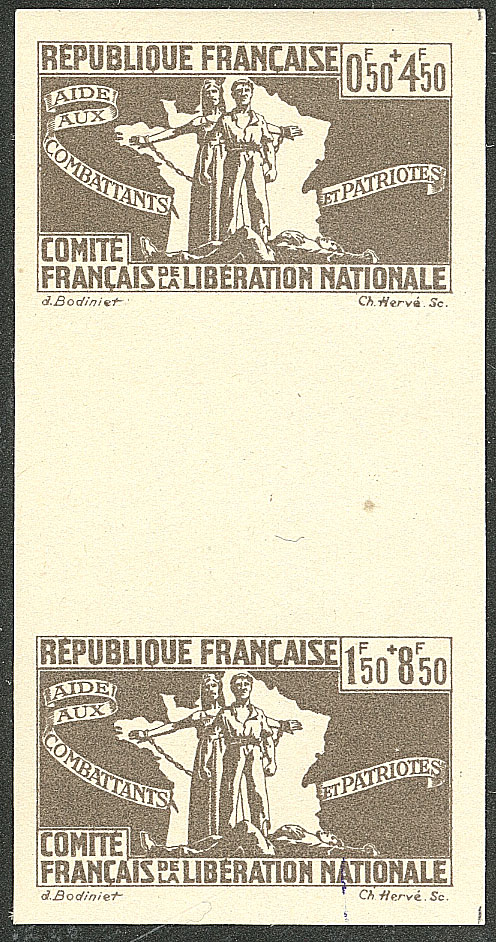 RÉPUBLIQUE FRANÇAISE
0F50+4F50
AIDE
AUX
COMBATTANTS
ET PATRIOTES
COMITÉ
FRANÇAIS DE LA LIBÉRATION NATIONALE
d. Bodiniet
Ch. Hervé. Sc.
RÉPUBLIQUE FRANÇAISE
1F50+8F50
AIDE
AUX
COMBATTANTS
ET PATRIOTES
COMITÉ
FRANÇAIS DE LA LIBÉRATION NATIONALE
d. Bodiniet
Ch. Hervé. Sc.